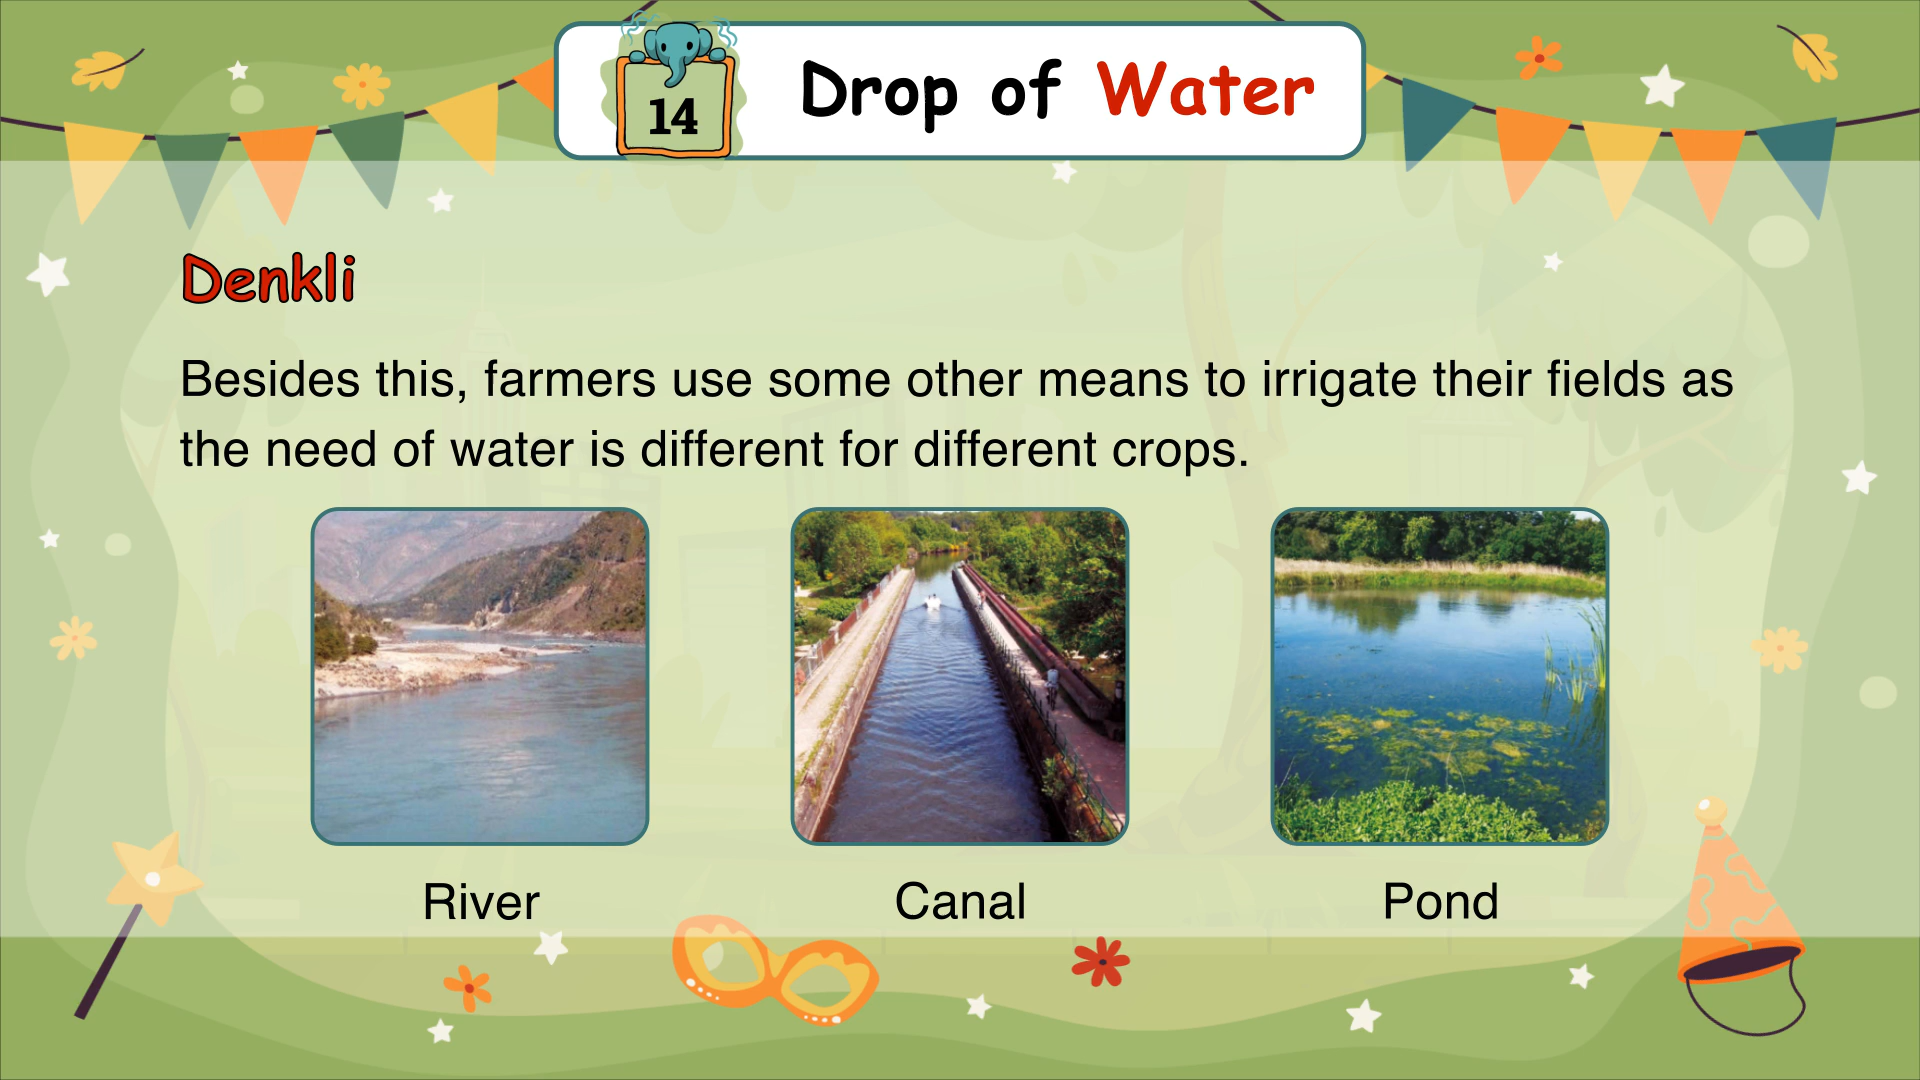 14
Drop of Water
Denkli
Besides this, farmers use some other means to irrigate their fields as
the need of water is different for different crops.
River
Canal
Pond